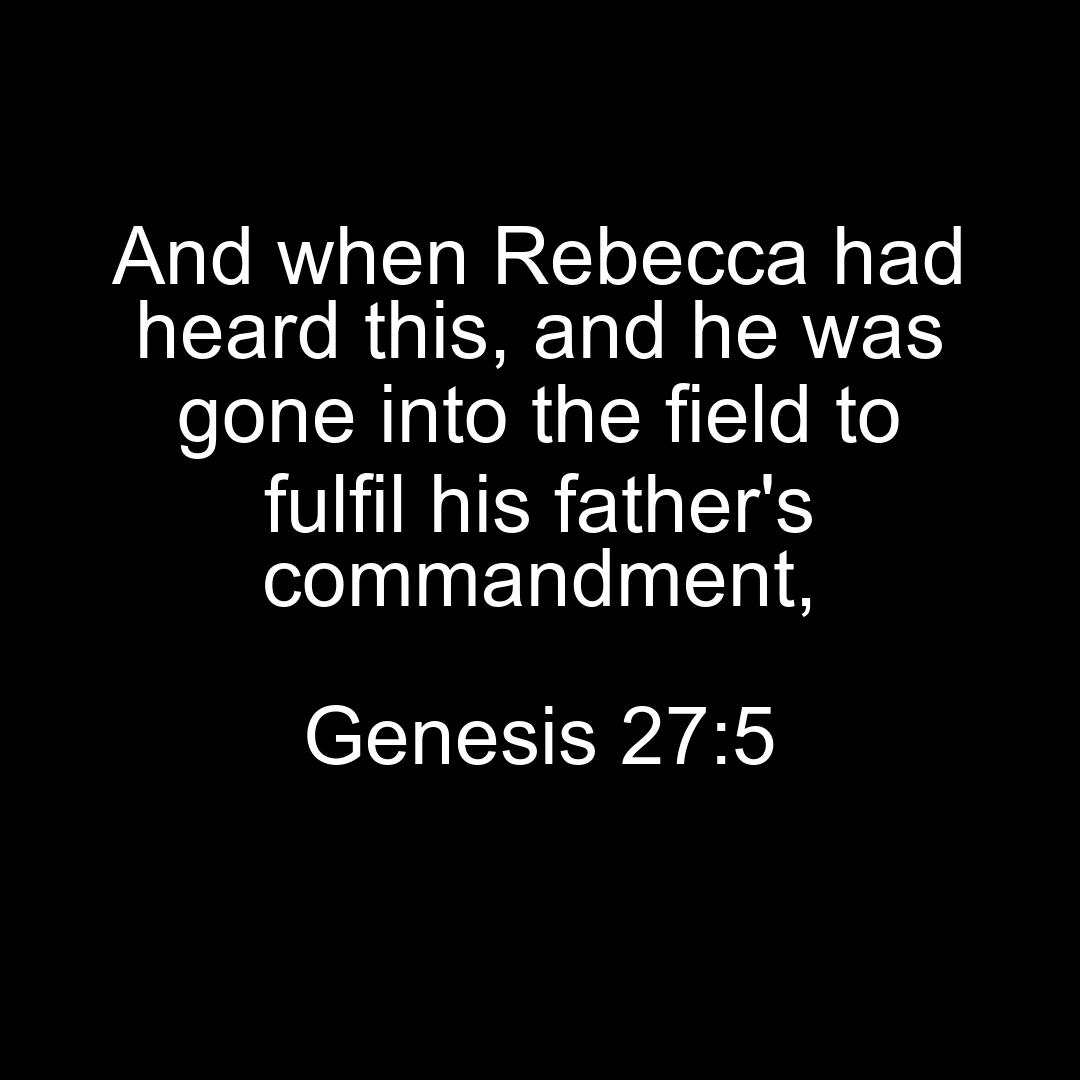 And when Rebecca had
heard this, and he was
gone into the field to
fulfil his father's
commandment,
Genesis 27:5